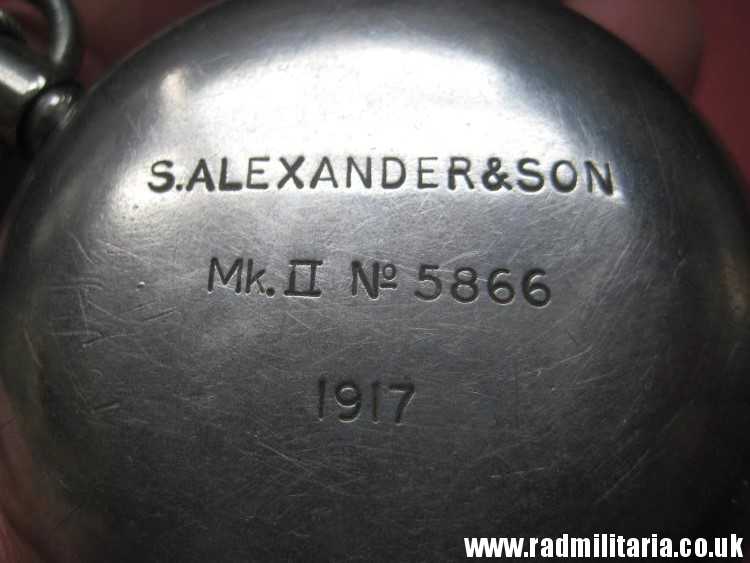 S.ALEXANDER&SON
Mk. II Nº 5866
1917
www.radmilitaria.co.uk